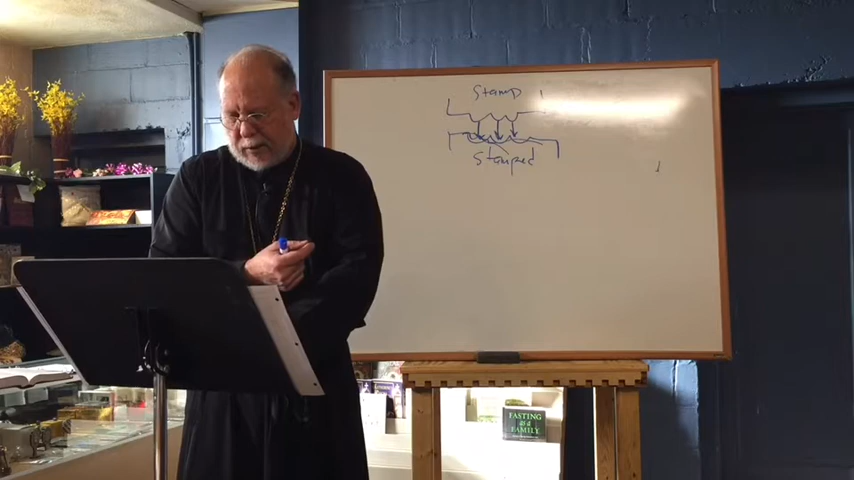 Stamp
Stamped
FASTING
as a
FAMILY